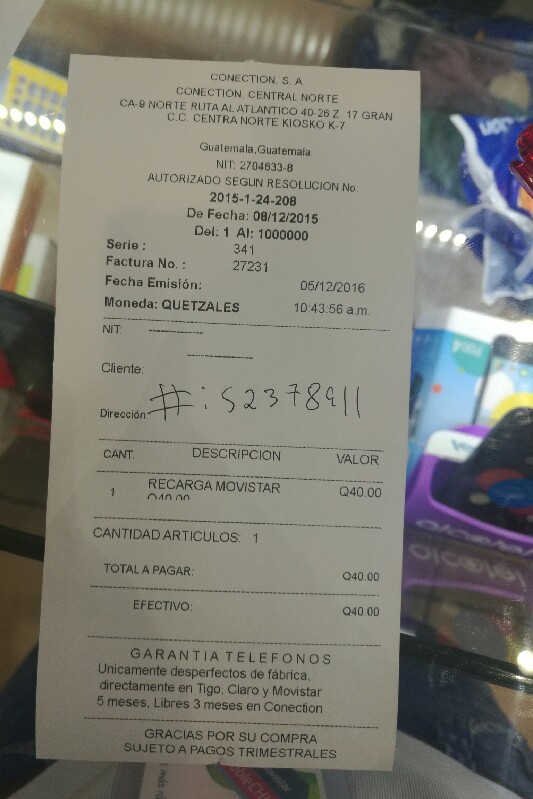 CONECTION, S. A.
CONECTION, CENTRAL NORTE
CA-9 NORTE RUTA AL ATLANTICO 40-26 Z. 17 GRAN
C.C. CENTRA NORTE KIOSKO K-7
Guatemala,Guatemala
NIT: 2704633-8
AUTORIZADO SEGUN RESOLUCION No.
2015-1-24-208
De Fecha: 08/12/2015
Del: 1 Al: 1000000
Serie : 341
Factura No. : 27231
Fecha Emisión: 05/12/2016
Moneda: QUETZALES 10:43:56 a.m.
NIT: ------------
------------
Cliente:
Dirección #: 52378911
CANT. DESCRIPCION VALOR
1 RECARGA MOVISTAR Q40.00
Q40.00
CANTIDAD ARTICULOS: 1
TOTAL A PAGAR: Q40.00
EFECTIVO: Q40.00
GARANTIA TELEFONOS
Unicamente desperfectos de fábrica,
directamente en Tigo, Claro y Movistar
5 meses, Libres 3 meses en Conection
GRACIAS POR SU COMPRA
SUJETO A PAGOS TRIMESTRALES
alcatel
alcatel